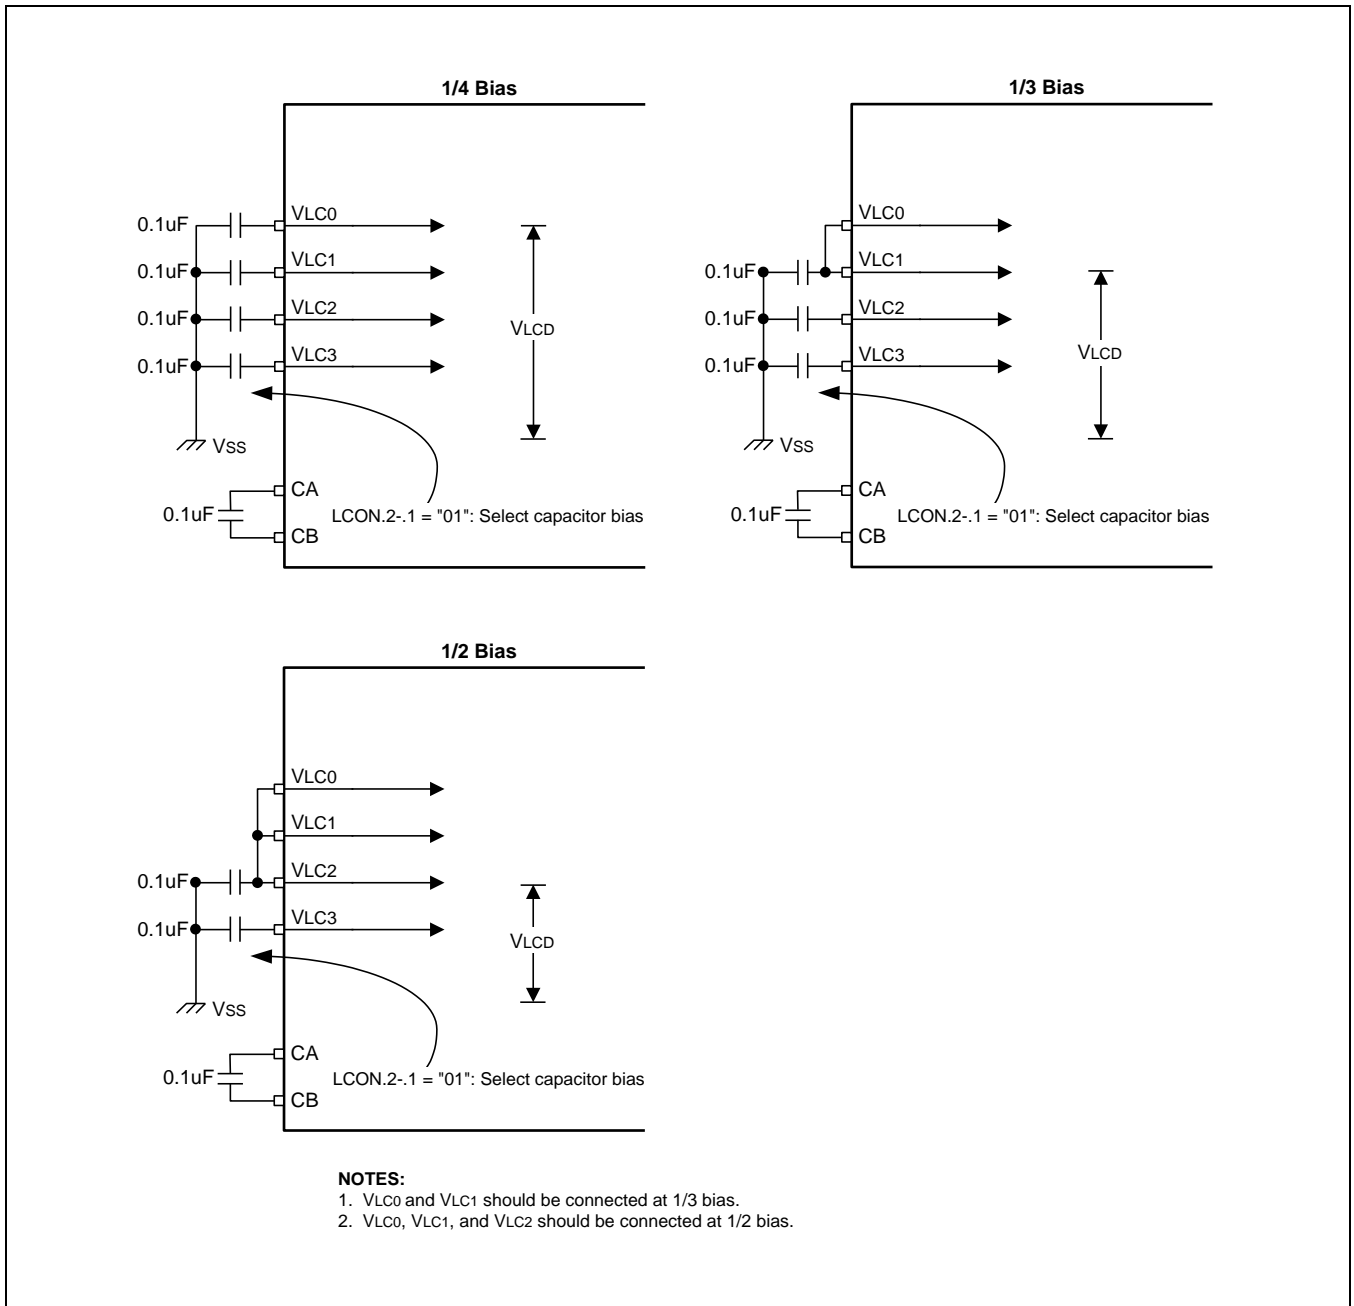 1/4 Bias
0.1uF
VLC0
0.1uF
VLC1
0.1uF
VLC2
0.1uF
VLC3
VLCD
VSS
CA
0.1uF
CB
LCON.2-.1 = "01": Select capacitor bias
1/3 Bias
VLC0
0.1uF
VLC1
0.1uF
VLC2
0.1uF
VLC3
VLCD
VSS
CA
0.1uF
CB
LCON.2-.1 = "01": Select capacitor bias
1/2 Bias
VLC0
VLC1
0.1uF
VLC2
0.1uF
VLC3
VLCD
VSS
CA
0.1uF
CB
LCON.2-.1 = "01": Select capacitor bias
NOTES:
1. VLC0 and VLC1 should be connected at 1/3 bias.
2. VLC0, VLC1, and VLC2 should be connected at 1/2 bias.